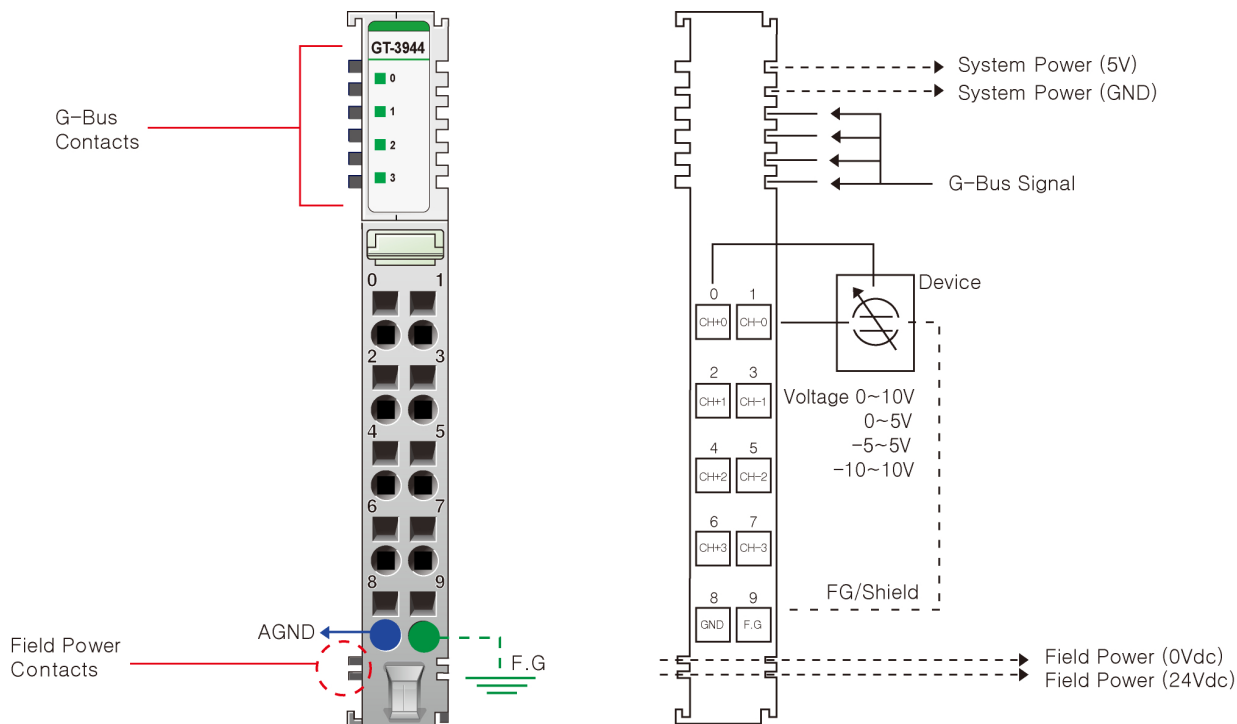 GT-3944
0
1
2
3
G-Bus
Contacts
0 1
2 3
4 5
6 7
8 9
AGND
F.G
Field Power
Contacts
System Power (5V)
System Power (GND)
G-Bus Signal
Device
0 1
CH+0 CH-0
2 3
CH+1 CH-1
Voltage 0~10V
0~5V
-5~5V
-10~10V
4 5
CH+2 CH-2
6 7
CH+3 CH-3
FG/Shield
8 9
GND F.G
Field Power (0Vdc)
Field Power (24Vdc)